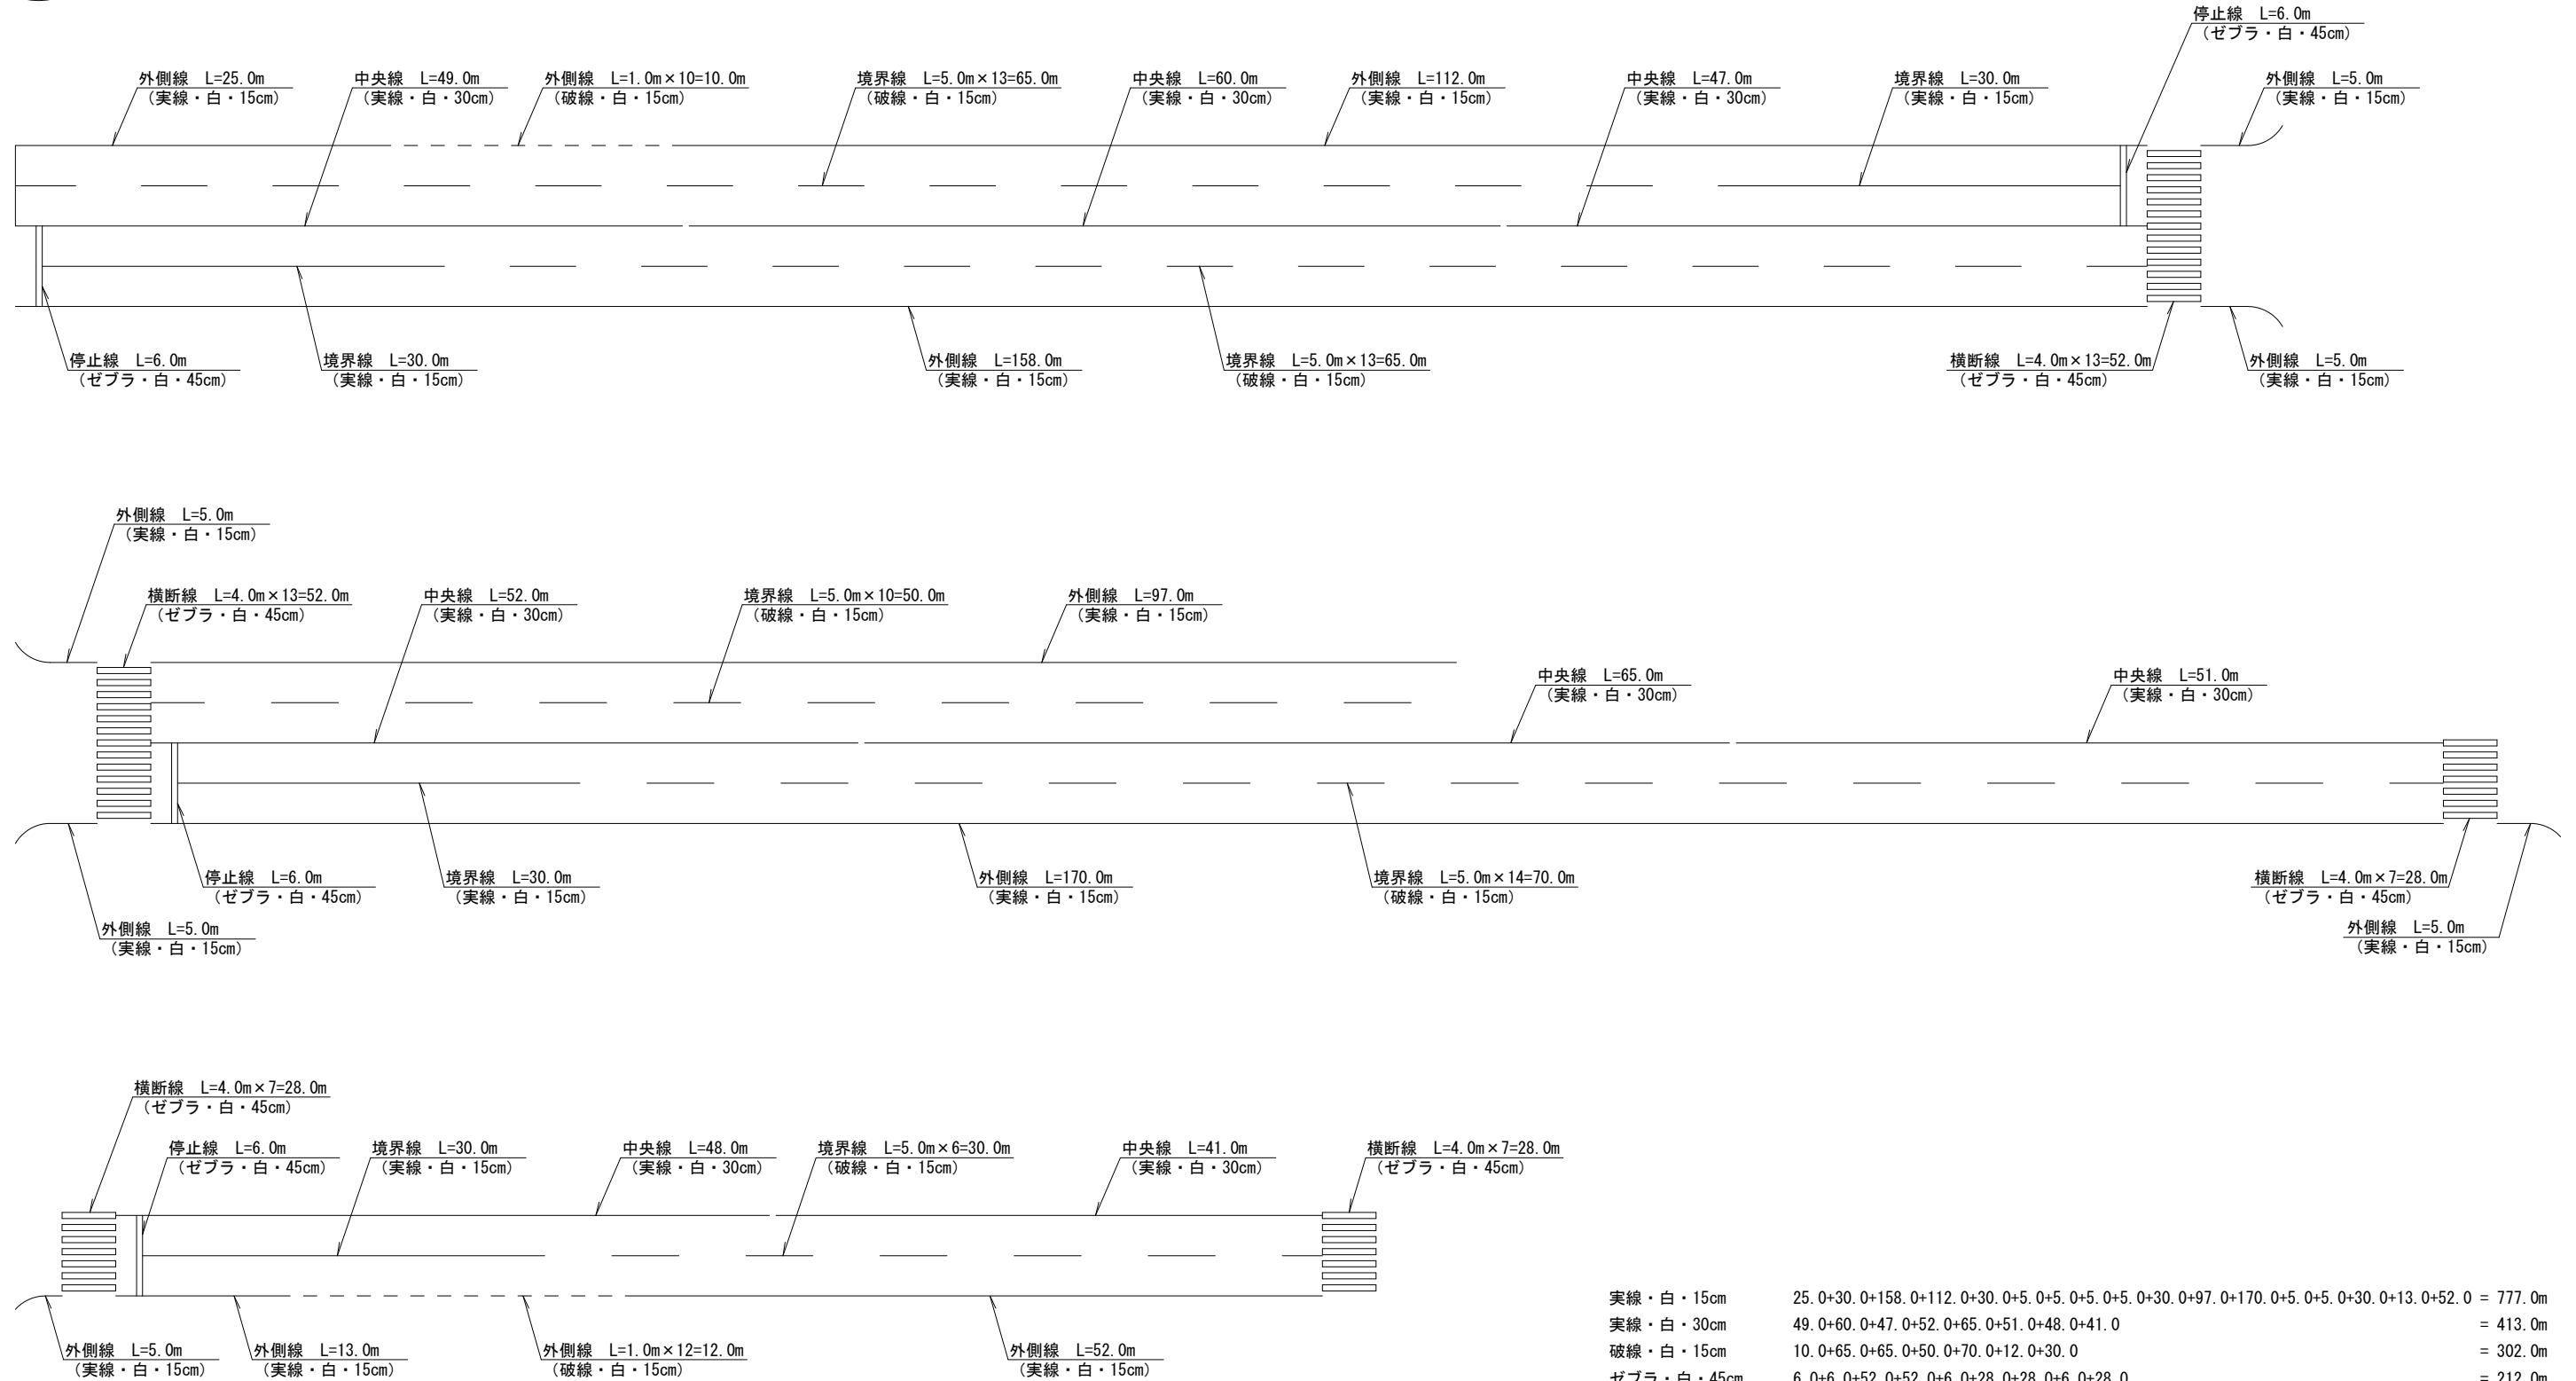 停止線 L=6.0m
(ゼブラ・白・45cm)
外側線 L=25.0m
(実線・白・15cm)
中央線 L=49.0m
(実線・白・30cm)
外側線 L=1.0m×10=10.0m
(破線・白・15cm)
境界線 L=5.0m×13=65.0m
(破線・白・15cm)
中央線 L=60.0m
(実線・白・30cm)
外側線 L=112.0m
(実線・白・15cm)
中央線 L=47.0m
(実線・白・30cm)
境界線 L=30.0m
(実線・白・15cm)
外側線 L=5.0m
(実線・白・15cm)
停止線 L=6.0m
(ゼブラ・白・45cm)
境界線 L=30.0m
(実線・白・15cm)
外側線 L=158.0m
(実線・白・15cm)
境界線 L=5.0m×13=65.0m
(破線・白・15cm)
横断線 L=4.0m×13=52.0m
(ゼブラ・白・45cm)
外側線 L=5.0m
(実線・白・15cm)
外側線 L=5.0m
(実線・白・15cm)
横断線 L=4.0m×13=52.0m
(ゼブラ・白・45cm)
中央線 L=52.0m
(実線・白・30cm)
境界線 L=5.0m×10=50.0m
(破線・白・15cm)
外側線 L=97.0m
(実線・白・15cm)
中央線 L=65.0m
(実線・白・30cm)
中央線 L=51.0m
(実線・白・30cm)
停止線 L=6.0m
(ゼブラ・白・45cm)
境界線 L=30.0m
(実線・白・15cm)
外側線 L=170.0m
(実線・白・15cm)
境界線 L=5.0m×14=70.0m
(破線・白・15cm)
横断線 L=4.0m×7=28.0m
(ゼブラ・白・45cm)
外側線 L=5.0m
(実線・白・15cm)
外側線 L=5.0m
(実線・白・15cm)
横断線 L=4.0m×7=28.0m
(ゼブラ・白・45cm)
停止線 L=6.0m
(ゼブラ・白・45cm)
境界線 L=30.0m
(実線・白・15cm)
中央線 L=48.0m
(実線・白・30cm)
境界線 L=5.0m×6=30.0m
(破線・白・15cm)
中央線 L=41.0m
(実線・白・30cm)
横断線 L=4.0m×7=28.0m
(ゼブラ・白・45cm)
外側線 L=5.0m
(実線・白・15cm)
外側線 L=13.0m
(実線・白・15cm)
外側線 L=1.0m×12=12.0m
(破線・白・15cm)
外側線 L=52.0m
(実線・白・15cm)
実線・白・15cm 25.0+30.0+158.0+112.0+30.0+5.0+5.0+5.0+5.0+30.0+97.0+170.0+5.0+5.0+30.0+13.0+52.0 = 777.0m
実線・白・30cm 49.0+60.0+47.0+52.0+65.0+51.0+48.0+41.0 = 413.0m
破線・白・15cm 10.0+65.0+65.0+50.0+70.0+12.0+30.0 = 302.0m
ゼブラ・白・45cm 6.0+6.0+52.0+52.0+6.0+28.0+28.0+6.0+28.0 = 212.0m